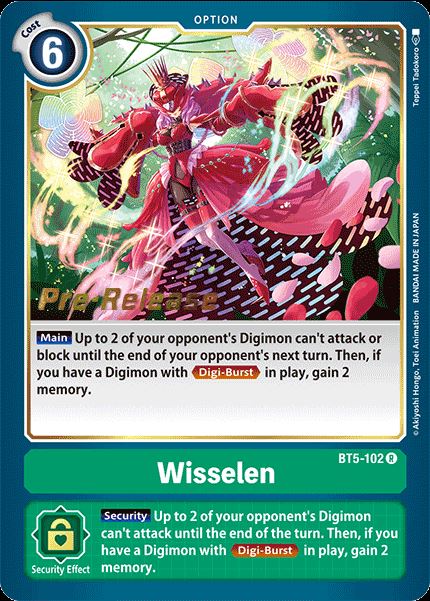 OPTION
Cost
6
Teppei Tadokoro
Pre-Release
Main Up to 2 of your opponent's Digimon can't attack or
block until the end of your opponent's next turn. Then, if
you have a Digimon with Digi-Burst in play, gain 2
memory.
© Akiyoshi Hongo, Toei Animation BANDAI MADE IN JAPAN
BT5-102 R
Wisselen
Security Up to 2 of your opponent's Digimon
can't attack until the end of the turn. Then, if you
have a Digimon with Digi-Burst in play, gain 2
memory.
Security Effect